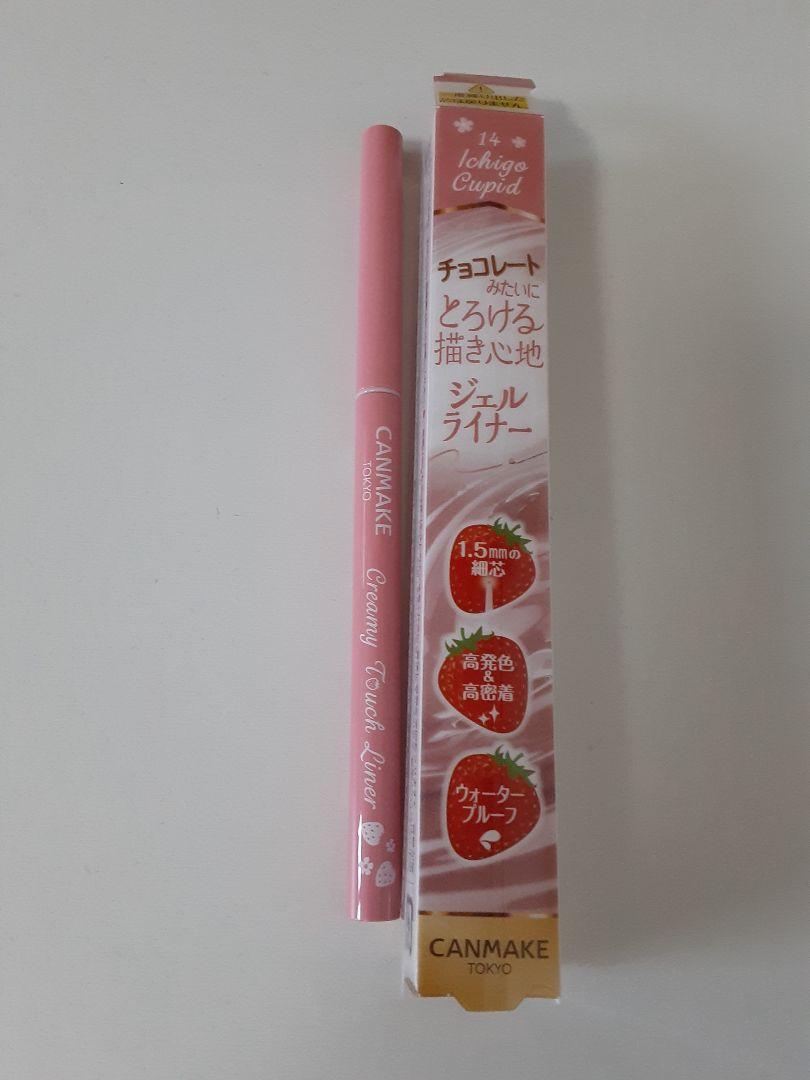 CANMAKE
TOKYO
Creamy Touch Liner
14
Ichigo
Cupid
チョコレート
みたいに
とろける
描き心地
ジェル
ライナー
1.5mmの
細芯
高発色
&
高密着
ウォーター
プルーフ
CANMAKE
TOKYO